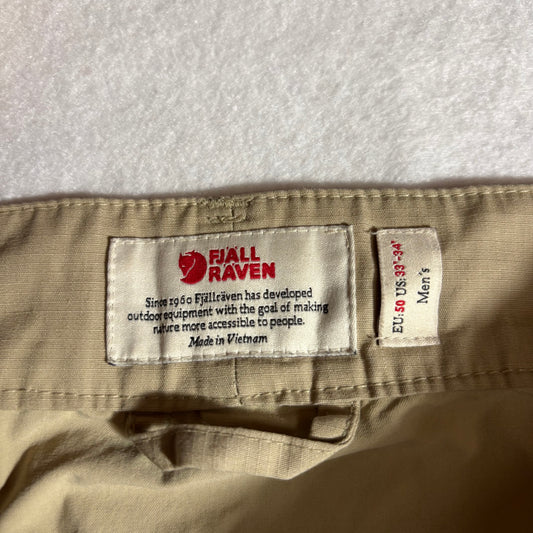 FJÄLL
RÄVEN
Since 1960 Fjällräven has developed
outdoor equipment with the goal of making
nature more accessible to people.
Made in Vietnam
EU:50 US:33"-34"
Men's